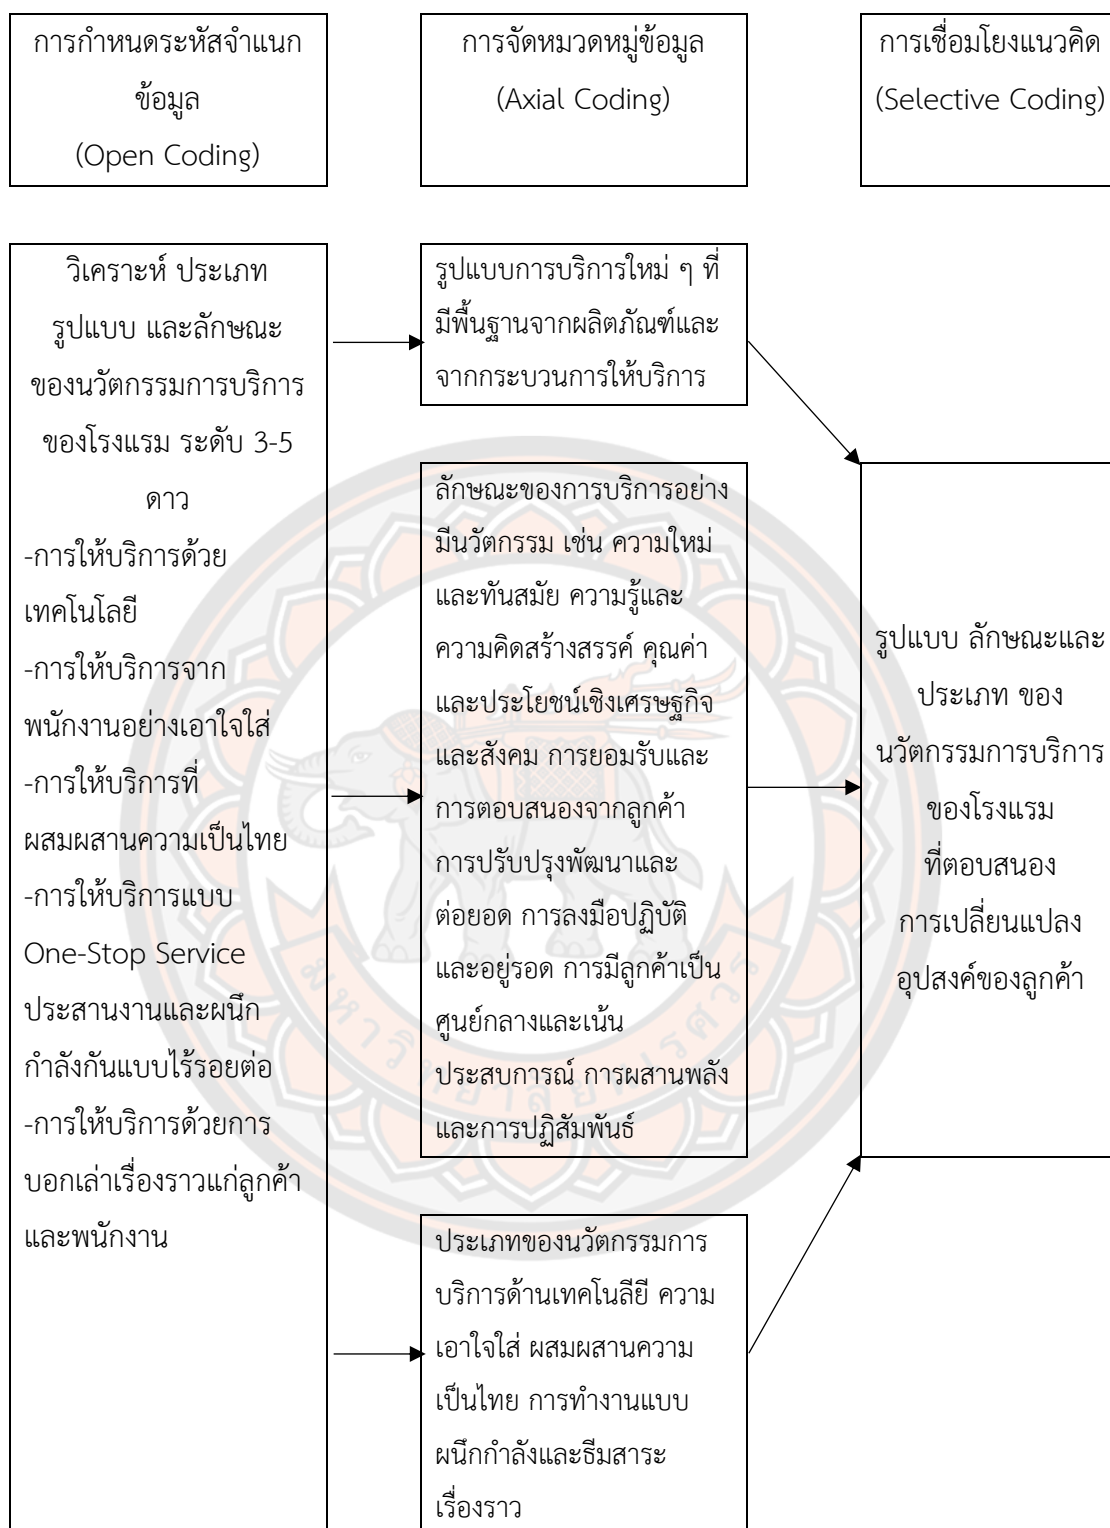 การกำหนดระหัสจำแนก
ข้อมูล
(Open Coding)
การจัดหมวดหมู่ข้อมูล
(Axial Coding)
การเชื่อมโยงแนวคิด
(Selective Coding)
วิเคราะห์ ประเภท
รูปแบบ และลักษณะ
ของนวัตกรรมการบริการ
ของโรงแรม ระดับ 3-5
ดาว
-การให้บริการด้วย
เทคโนโลยี
-การให้บริการจาก
พนักงานอย่างเอาใจใส่
-การให้บริการที่
ผสมผสานความเป็นไทย
-การให้บริการแบบ
One-Stop Service
ประสานงานและผนึก
กำลังกันแบบไร้รอยต่อ
-การให้บริการด้วยการ
บอกเล่าเรื่องราวแก่ลูกค้า
และพนักงาน
รูปแบบการบริการใหม่ ๆ ที่
มีพื้นฐานจากผลิตภัณฑ์และ
จากกระบวนการให้บริการ
ลักษณะของการบริการอย่าง
มีนวัตกรรม เช่น ความใหม่
และทันสมัย ความรู้และ
ความคิดสร้างสรรค์ คุณค่า
และประโยชน์เชิงเศรษฐกิจ
และสังคม การยอมรับและ
การตอบสนองจากลูกค้า
การปรับปรุงพัฒนาและ
ต่อยอด การลงมือปฏิบัติ
และอยู่รอด การมีลูกค้าเป็น
ศูนย์กลางและเน้น
ประสบการณ์ การผสานพลัง
และการปฏิสัมพันธ์
ประเภทของนวัตกรรมการ
บริการด้านเทคโนลียี ความ
เอาใจใส่ ผสมผสานความ
เป็นไทย การทำงานแบบ
ผนึกกำลังและธีมสาระ
เรื่องราว
รูปแบบ ลักษณะและ
ประเภท ของ
นวัตกรรมการบริการ
ของโรงแรม
ที่ตอบสนอง
การเปลี่ยนแปลง
อุปสงค์ของลูกค้า
มหาวิทยาลัยนเรศวร